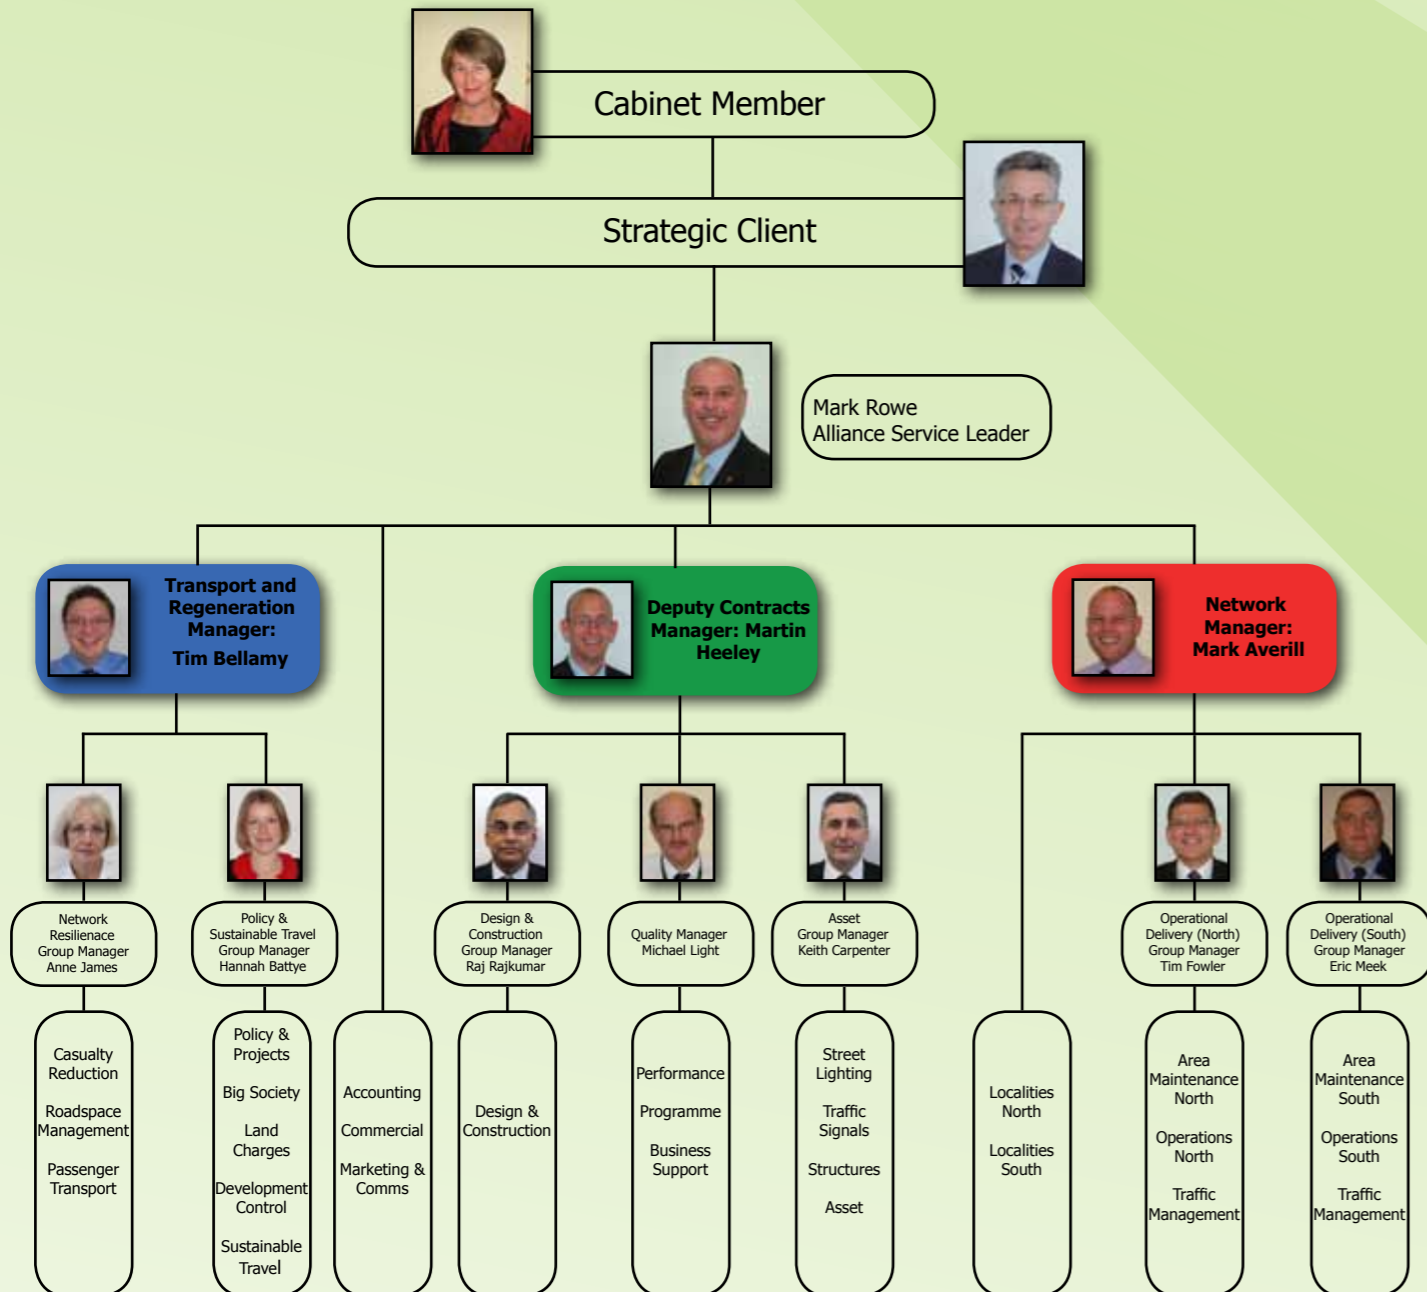 Cabinet Member
Strategic Client
Mark Rowe
Alliance Service Leader
Transport and
Regeneration
Manager:
Tim Bellamy
Deputy Contracts
Manager: Martin
Heeley
Network
Manager:
Mark Averill
Network
Resilienace
Group Manager
Anne James
Policy &
Sustainable Travel
Group Manager
Hannah Battye
Design &
Construction
Group Manager
Raj Rajkumar
Quality Manager
Michael Light
Asset
Group Manager
Keith Carpenter
Operational
Delivery (North)
Group Manager
Tim Fowler
Operational
Delivery (South)
Group Manager
Eric Meek
Casualty
Reduction
Roadspace
Management
Passenger
Transport
Policy &
Projects
Big Society
Land
Charges
Development
Control
Sustainable
Travel
Accounting
Commercial
Marketing &
Comms
Design &
Construction
Performance
Programme
Business
Support
Street
Lighting
Traffic
Signals
Structures
Asset
Localities
North
Localities
South
Area
Maintenance
North
Operations
North
Traffic
Management
Area
Maintenance
South
Operations
South
Traffic
Management